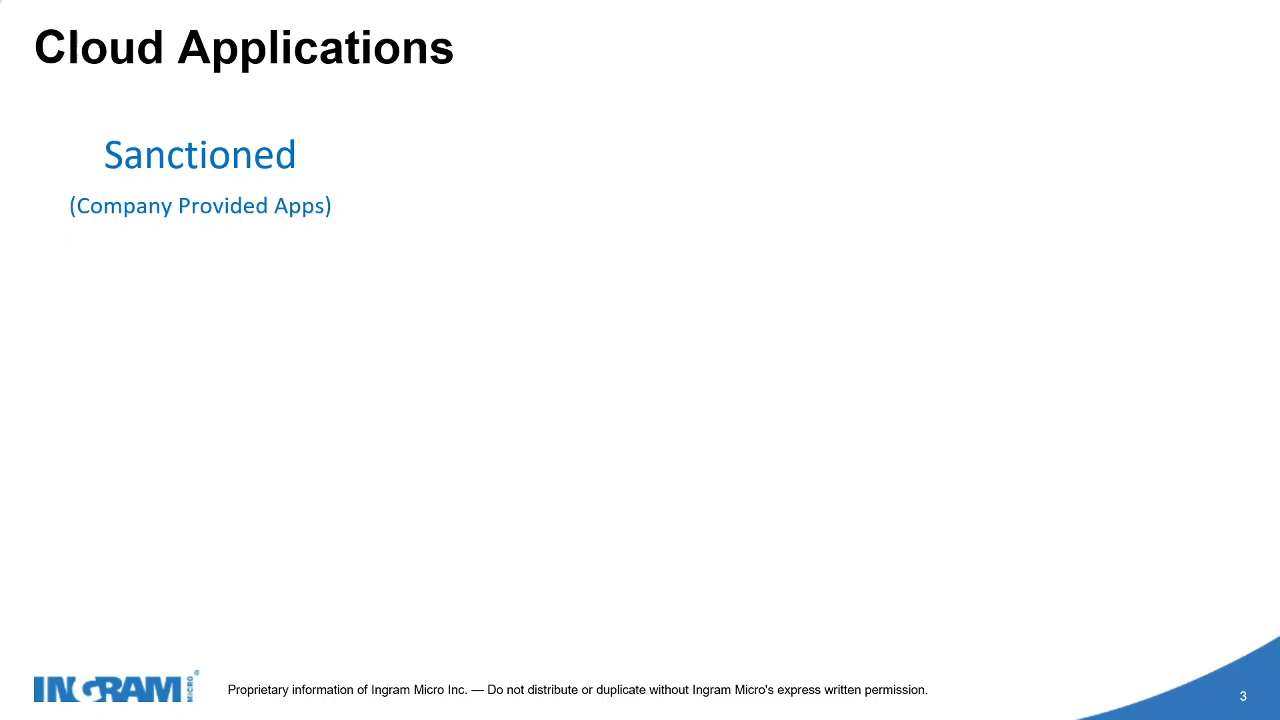 Cloud Applications
Sanctioned
(Company Provided Apps)
INGRAM MICRO®
Proprietary information of Ingram Micro Inc. — Do not distribute or duplicate without Ingram Micro's express written permission.
3